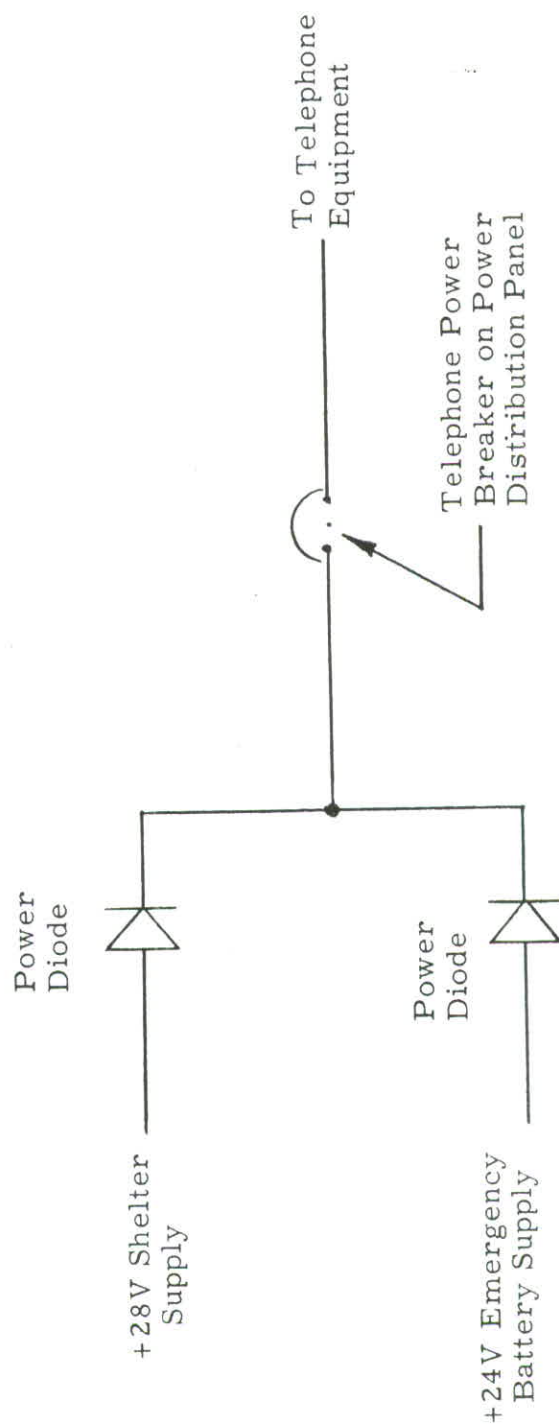 Power
Diode
+28V Shelter
Supply
Power
Diode
+24V Emergency
Battery Supply
To Telephone
Equipment
Telephone Power
Breaker on Power
Distribution Panel